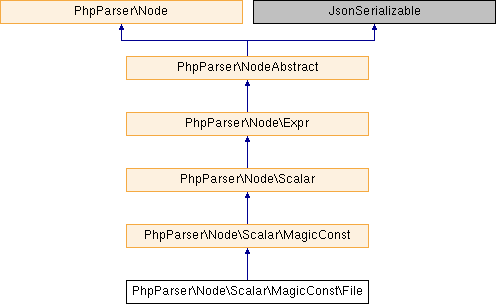 PhpParser\Node
JsonSerializable
PhpParser\NodeAbstract
PhpParser\Node\Expr
PhpParser\Node\Scalar
PhpParser\Node\Scalar\MagicConst
PhpParser\Node\Scalar\MagicConst\File